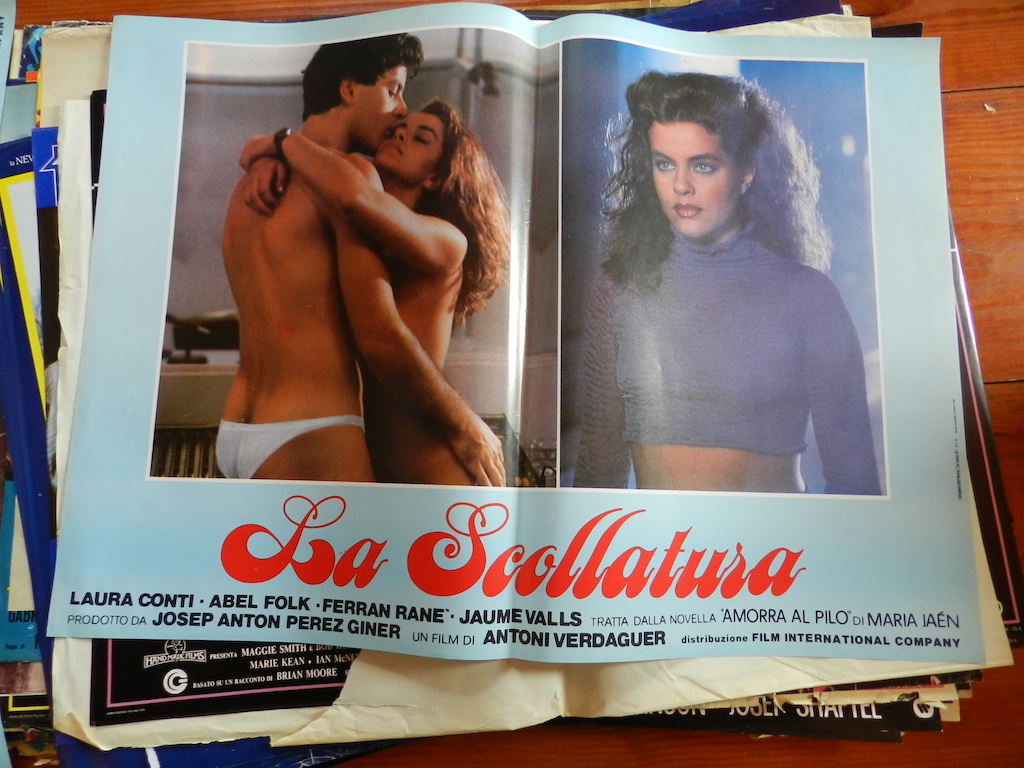 La Scollatura
LAURA CONTI · ABEL FOLK · FERRAN RANE` · JAUME VALLS TRATTA DALLA NOVELLA "AMORRA AL PILO" DI MARIA JAÉN
PRODOTTO DA JOSEP ANTON PEREZ GINER UN FILM DI ANTONI VERDAGUER distribuzione FILM INTERNATIONAL COMPANY
HANDMADE FILMS PRESENTA MAGGIE SMITH E BOB
MARIE KEAN · IAN
BASATO SU UN RACCONTO DI BRIAN MOORE